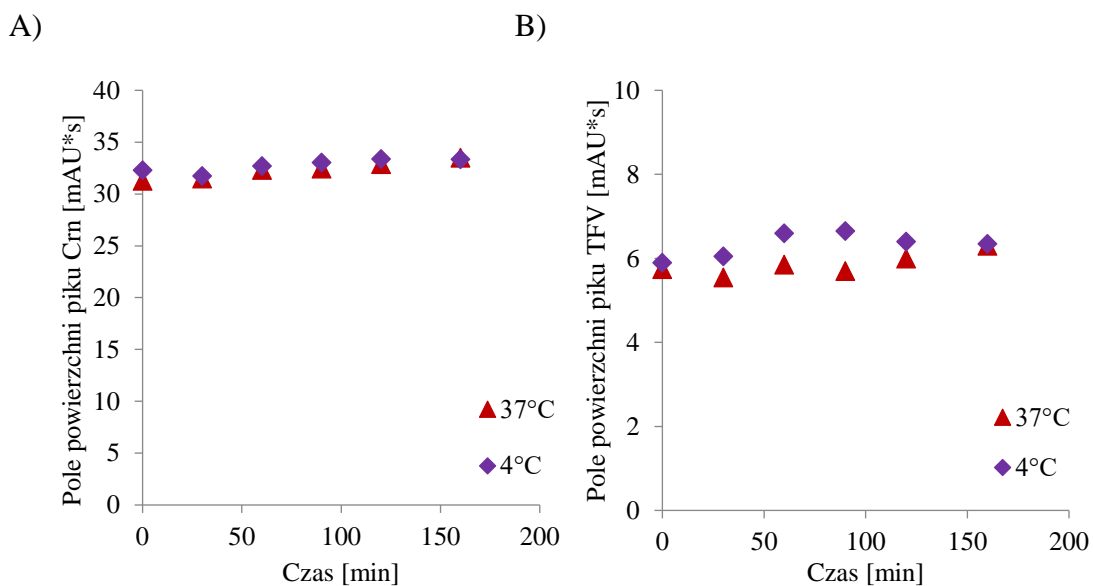 A)
B)
Pole powierzchni piku Crn [mAU*s]
40
35
30
25
20
15
10
5
0
0 50 100 150 200
Czas [min]
37°C
4°C
Pole powierzchni piku TFV [mAU*s]
10
8
6
4
2
0
0 50 100 150 200
Czas [min]
37°C
4°C